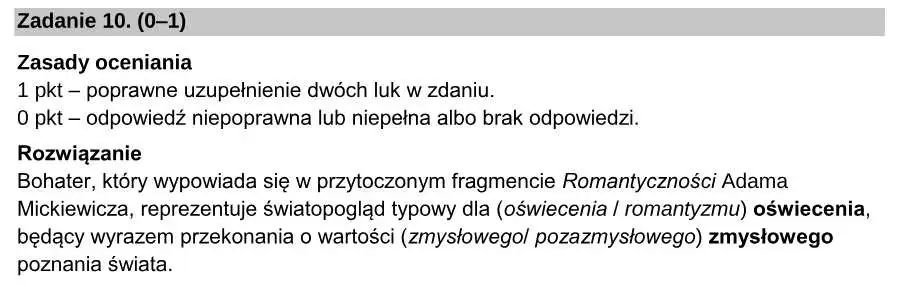 Zadanie 10. (0–1)
Zasady oceniania
1 pkt – poprawne uzupełnienie dwóch luk w zdaniu.
0 pkt – odpowiedź niepoprawna lub niepełna albo brak odpowiedzi.
Rozwiązanie
Bohater, który wypowiada się w przytoczonym fragmencie Romantyczności Adama
Mickiewicza, reprezentuje światopogląd typowy dla (oświecenia / romantyzmu) oświecenia,
będący wyrazem przekonania o wartości (zmysłowego/ pozazmysłowego) zmysłowego
poznania świata.